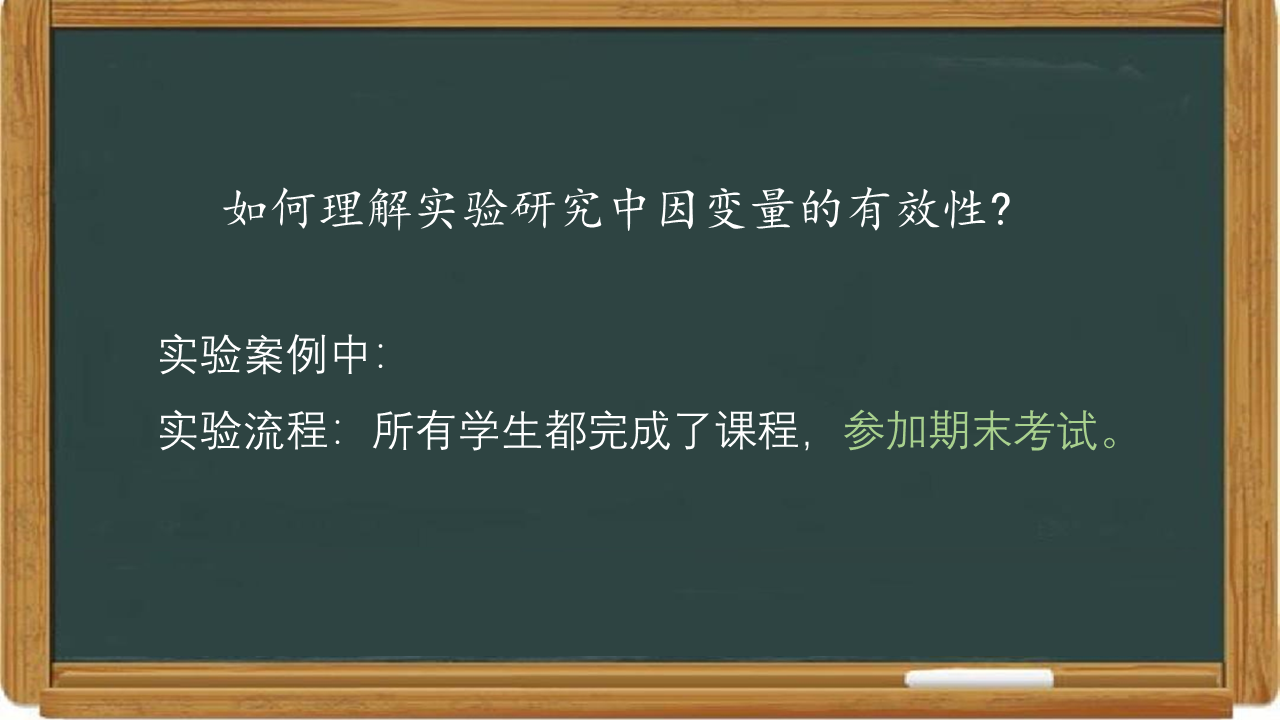 如何理解实验研究中因变量的有效性？
实验案例中：
实验流程：所有学生都完成了课程，参加期末考试。